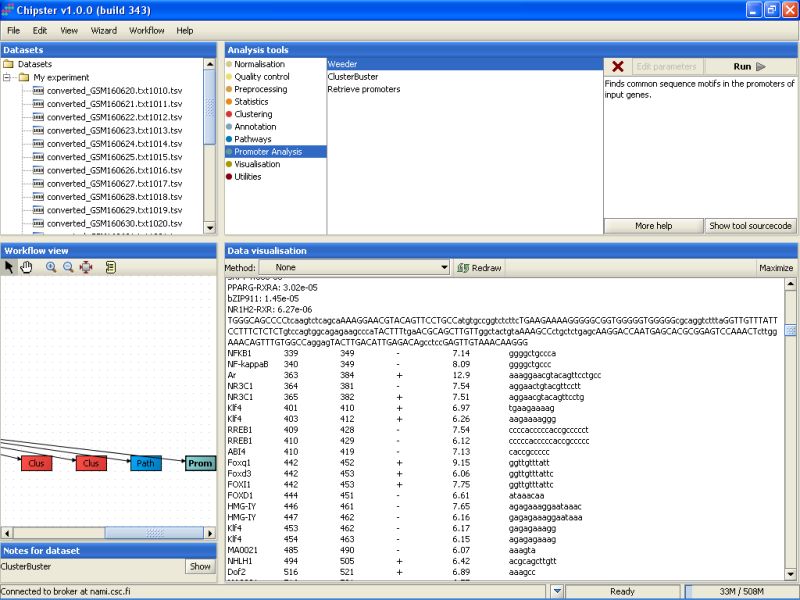 Chipster v1.0.0 (build 343)
File Edit View Wizard Workflow Help
Datasets
Datasets
My experiment
converted_GSM160620.txt1010.tsv
converted_GSM160621.txt1011.tsv
converted_GSM160622.txt1012.tsv
converted_GSM160623.txt1013.tsv
converted_GSM160624.txt1014.tsv
converted_GSM160625.txt1015.tsv
converted_GSM160626.txt1016.tsv
converted_GSM160627.txt1017.tsv
converted_GSM160628.txt1018.tsv
converted_GSM160629.txt1019.tsv
converted_GSM160630.txt1020.tsv
Analysis tools
Normalisation
Quality control
Preprocessing
Statistics
Clustering
Annotation
Pathways
Promoter Analysis
Visualisation
Utilities
Weeder
ClusterBuster
Retrieve promoters
Edit parameters
Run
Finds common sequence motifs in the promoters of
input genes.
More help
Show tool sourcecode
Workflow view
Clus
Clus
Path
Prom
Notes for dataset
ClusterBuster
Show
Data visualisation
Method: None
Redraw
Maximize
PPARG-RXRA: 3.02e-05
bZIP911: 1.45e-05
NR1H2-RXR: 6.27e-06
TGGGCAGCCCCtcaagtctcagcaAAAAGGAACGTACAGTTCCTGCCAtgtgccggtctcttcTGAAGAAAAGGGGGCGGTGGGGGTGGGGGgcgcaggtctttaGGTTGTTTATT
CCTTTCTCTCTgtccagtggcagagaagcccaTACTTTTgaACGCAGCTTGTTggctactgtaAAAAGCCCtgctctgagcAAGGACCAATGAGCACGCGGAGTCCAAACTcttgg
AAACAGTTTGTGGCCAggagTACTTGACATTGAGACAgcctccGAGTTGTAAACAAGGG
NFKB1 339 349 - 7.14 ggggctgccca
NF-kappaB 340 349 - 8.09 ggggctgccc
Ar 363 384 + 12.9 aaaggaacgtacagttcctgcc
NR3C1 364 381 - 7.54 aggaactgtacgttcctt
NR3C1 365 382 + 7.51 aggaacgtacagttcctg
Klf4 401 410 + 6.97 tgaagaaaag
Klf4 403 412 + 6.26 aagaaaaggg
RREB1 409 428 - 7.54 ccccaccccccaccgcccccct
RREB1 410 429 - 6.12 cccccacccccaccgccccc
ABI4 410 419 - 7.13 caccgccccc
Foxq1 442 452 + 9.15 ggttgtttatt
Foxd3 442 453 + 6.06 ggttgtttattc
FOXI1 442 453 + 7.75 ggttgtttattc
FOXD1 444 451 - 6.61 ataaacaa
HMG-IY 446 461 - 7.65 agagaaaggaataaac
HMG-IY 447 462 - 6.16 gagagaaaggaataaa
Klf4 453 462 - 6.17 gagagaaagg
Klf4 454 463 - 6.15 agagagaaag
MA0021 485 490 - 6.07 aaagta
NHLH1 494 505 + 6.42 acgcagcttgtt
Dof2 516 521 + 6.89 aaagcc
Connected to broker at nami.csc.fi
Ready
33M / 508M